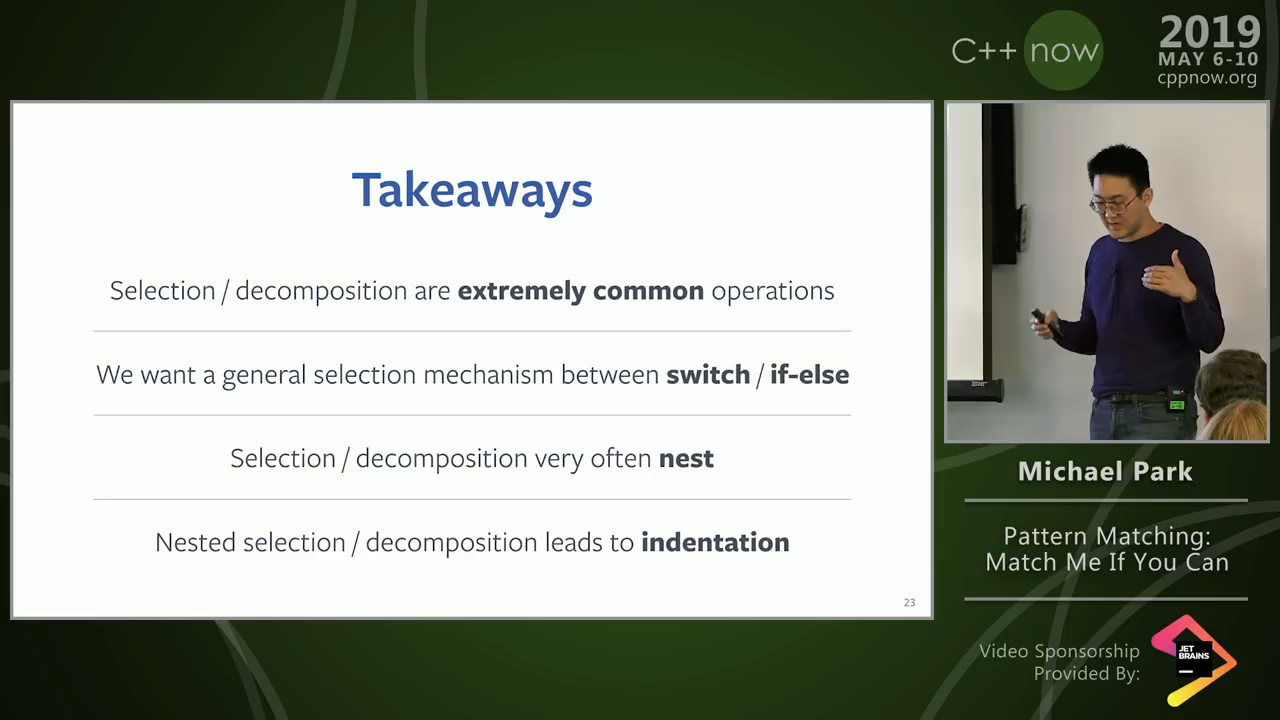 C++ now
2019
MAY 6-10
cppnow.org
Takeaways
Selection / decomposition are extremely common operations
We want a general selection mechanism between switch / if-else
Selection / decomposition very often nest
Nested selection / decomposition leads to indentation
23
Michael Park
Pattern Matching:
Match Me If You Can
Video Sponsorship
Provided By:
JET
BRAINS